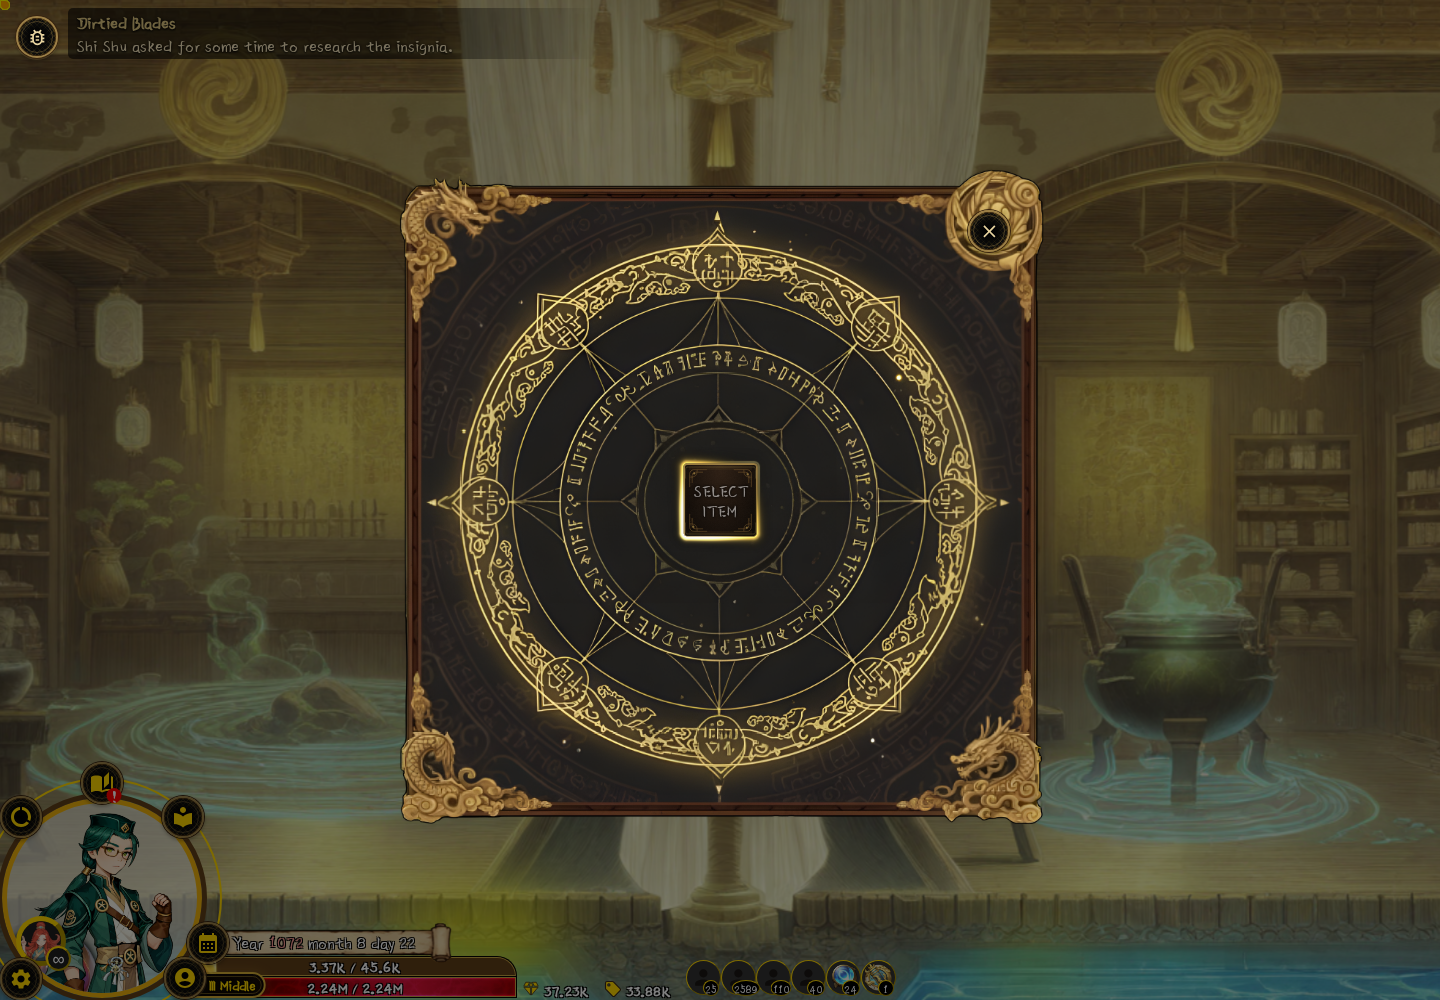 Dirtied Blades
Shi Shu asked for some time to research the insignia.
SELECT
ITEM
Year 1072 month 8 day 22
3.37K / 45.6K
III Middle
2.24M / 2.24M
37.23K
33.88K
25
2589
110
40
24
1